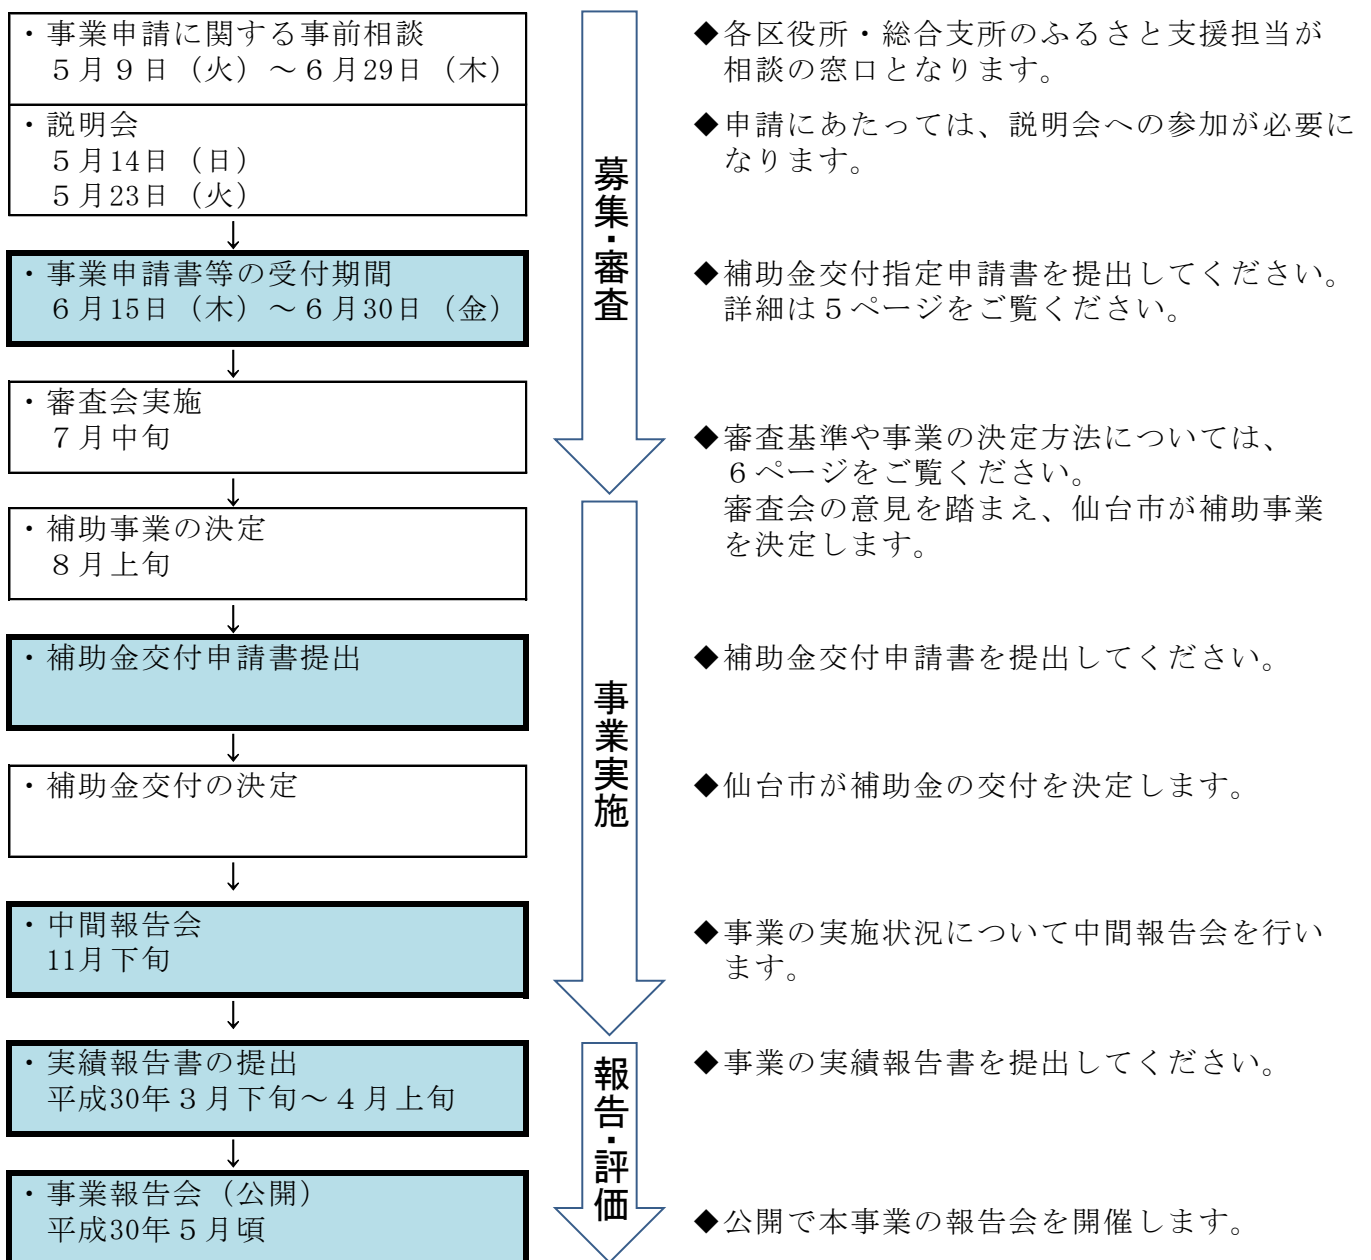 ・事業申請に関する事前相談
５月９日（火）～６月29日（木）
・説明会
５月14日（日）
５月23日（火）
↓
・事業申請書等の受付期間
６月15日（木）～６月30日（金）
↓
・審査会実施
７月中旬
↓
・補助事業の決定
８月上旬
↓
・補助金交付申請書提出
↓
・補助金交付の決定
↓
・中間報告会
11月下旬
↓
・実績報告書の提出
平成30年３月下旬～４月上旬
↓
・事業報告会（公開）
平成30年５月頃
募集・審査
事業実施
報告・評価
◆各区役所・総合支所のふるさと支援担当が
相談の窓口となります。
◆申請にあたっては、説明会への参加が必要に
なります。
◆補助金交付指定申請書を提出してください。
詳細は５ページをご覧ください。
◆審査基準や事業の決定方法については、
６ページをご覧ください。
審査会の意見を踏まえ、仙台市が補助事業
を決定します。
◆補助金交付申請書を提出してください。
◆仙台市が補助金の交付を決定します。
◆事業の実施状況について中間報告会を行い
ます。
◆事業の実績報告書を提出してください。
◆公開で本事業の報告会を開催します。